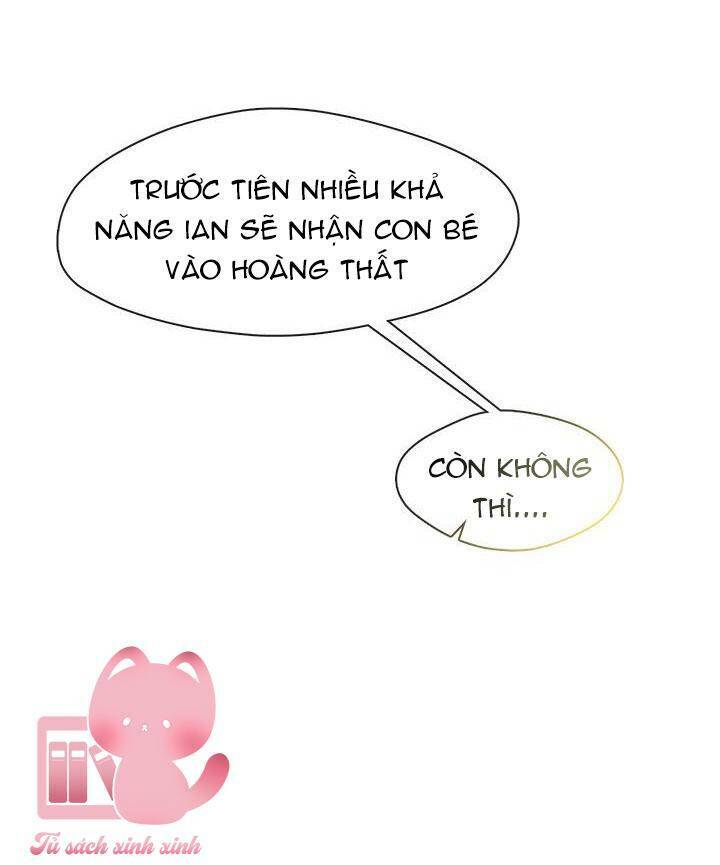 TRƯỚC TIÊN NHIỀU KHẢ
NĂNG IAN SẼ NHẬN CON BÉ
VÀO HOÀNG THẤT
CÒN KHÔNG
THÌ....
Tủ sách xinh xinh